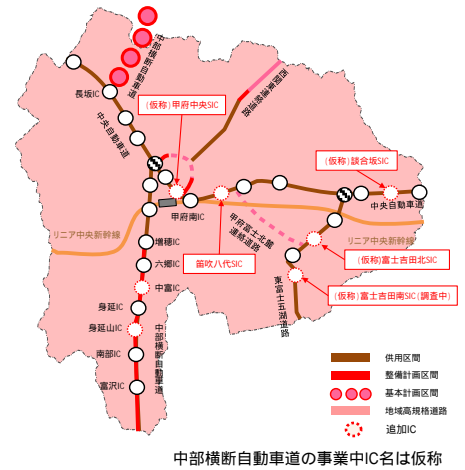 中部横断自動車道
長坂IC
中央自動車道
西関東連絡道路
(仮称)甲府中央SIC
(仮称)談合坂SIC
中央自動車道
甲府南IC
甲府富士北麓
連絡道路
リニア中央新幹線
リニア中央新幹線
増穂IC
笛吹八代SIC
(仮称)富士吉田北SIC
六郷IC
中富IC
東富士五湖道路
(仮称)富士吉田南SIC(調査中)
身延IC
身延山IC
中部横断自動車道
南部IC
富沢IC
供用区間
整備計画区間
基本計画区間
地域高規格道路
追加IC
中部横断自動車道の事業中IC名は仮称